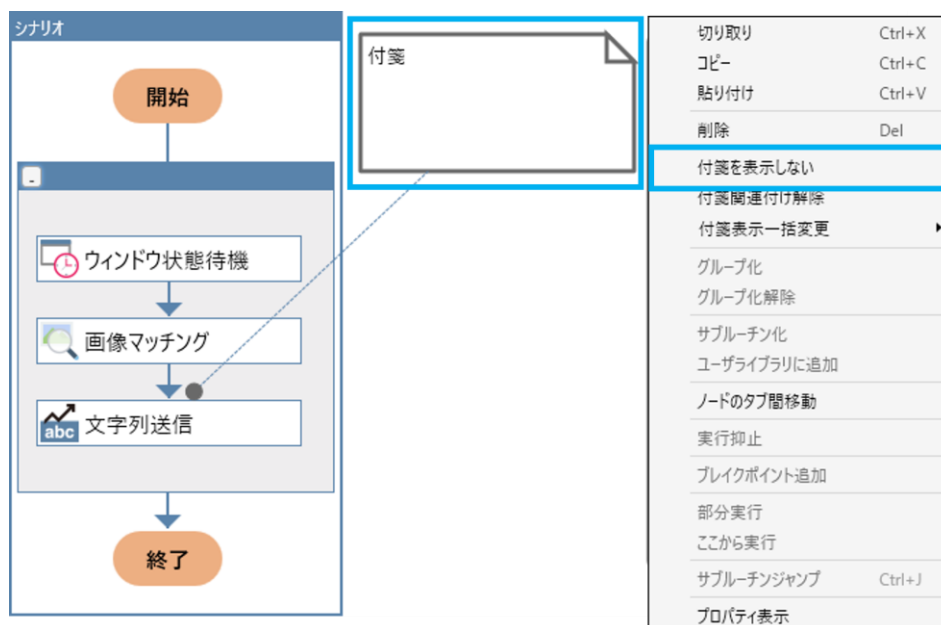 シナリオ
開始
-
ウィンドウ状態待機
画像マッチング
abc 文字列送信
終了
付箋
切り取り Ctrl+X
コピー Ctrl+C
貼り付け Ctrl+V
削除 Del
付箋を表示しない
付箋関連付け解除
付箋表示一括変更
グループ化
グループ化解除
サブルーチン化
ユーザライブラリに追加
ノードのタブ間移動
実行抑止
ブレイクポイント追加
部分実行
ここから実行
サブルーチンジャンプ Ctrl+J
プロパティ表示